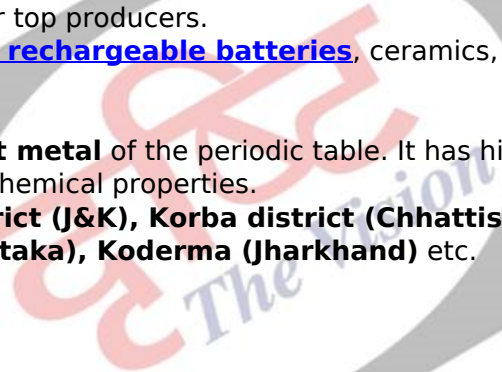 r top producers.
rechargeable batteries, ceramics,
t metal of the periodic table. It has hi
hemical properties.
rict (J&K), Korba district (Chhattis
taka), Koderma (Jharkhand) etc.
दृष्टि
The Vision